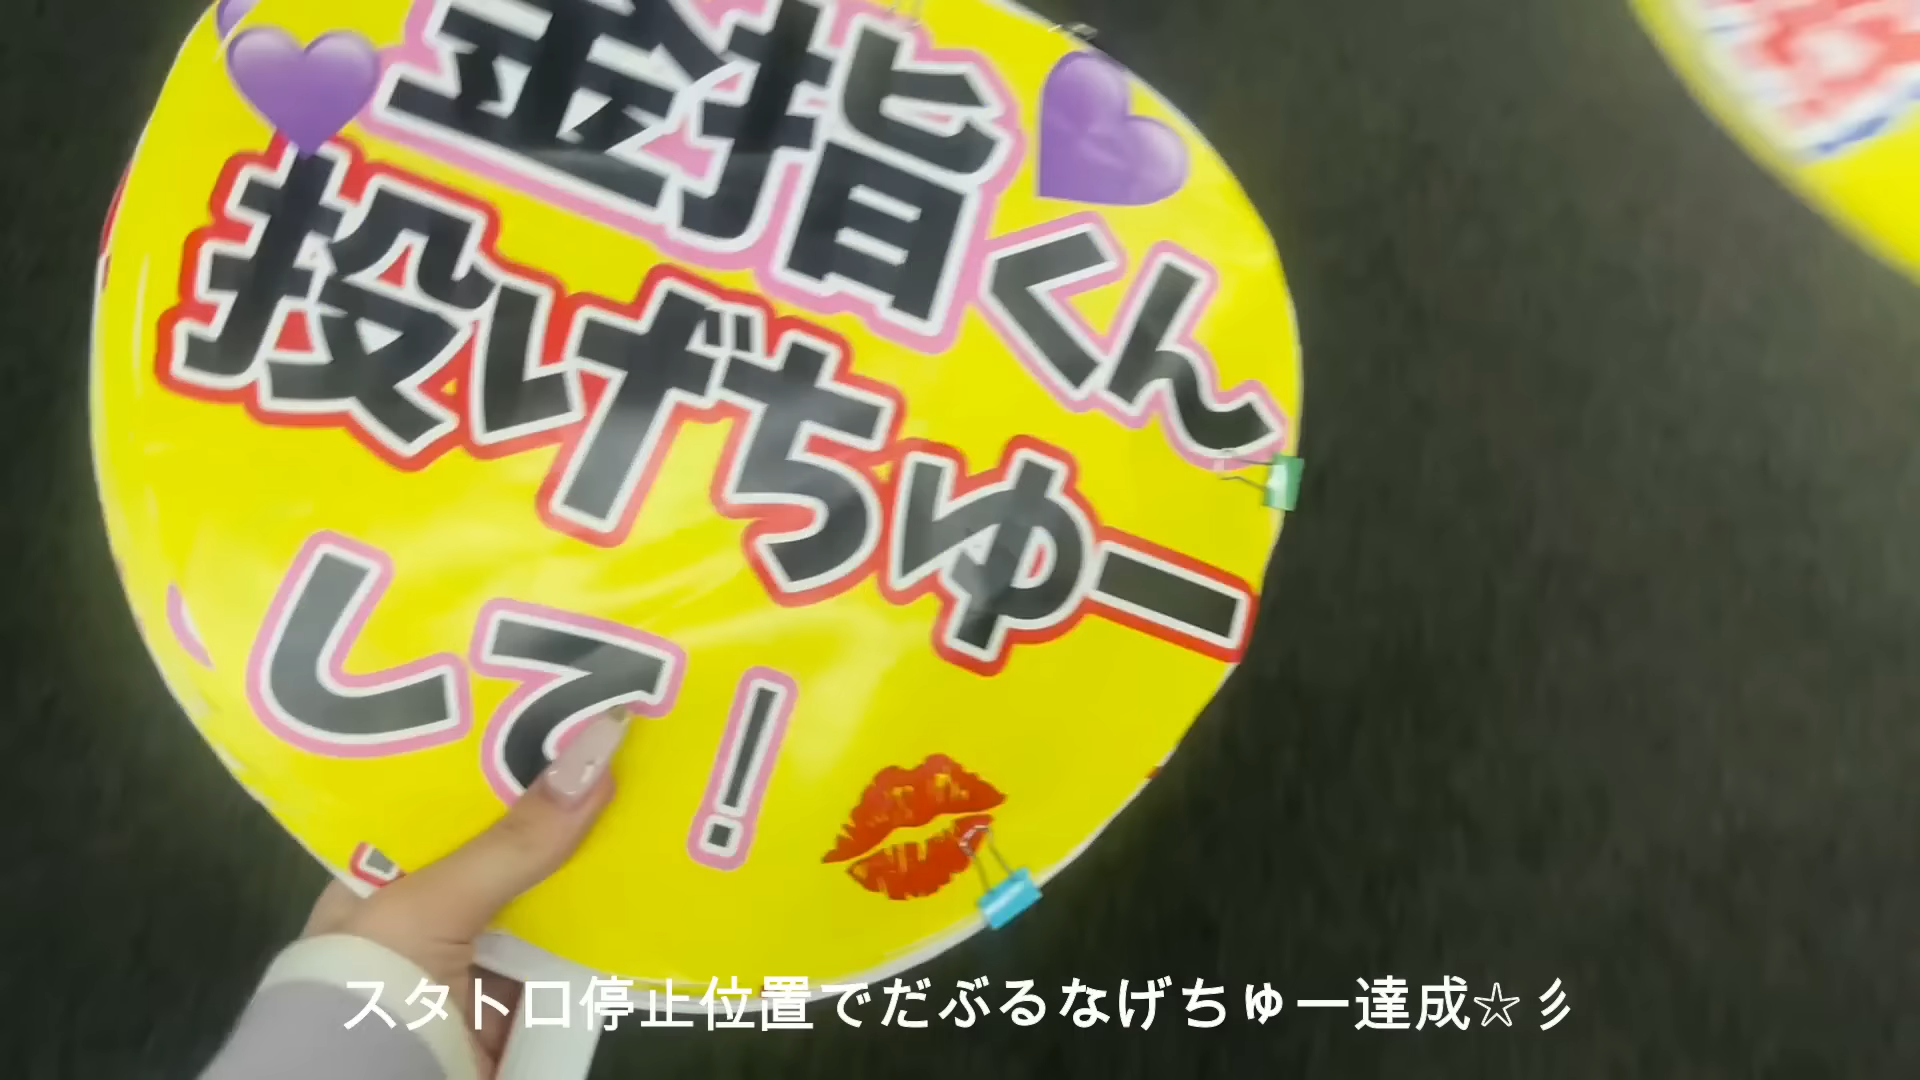 金指くん
投げちゅー
して!
スタトロ停止位置でだぶるなげちゅー達成☆彡